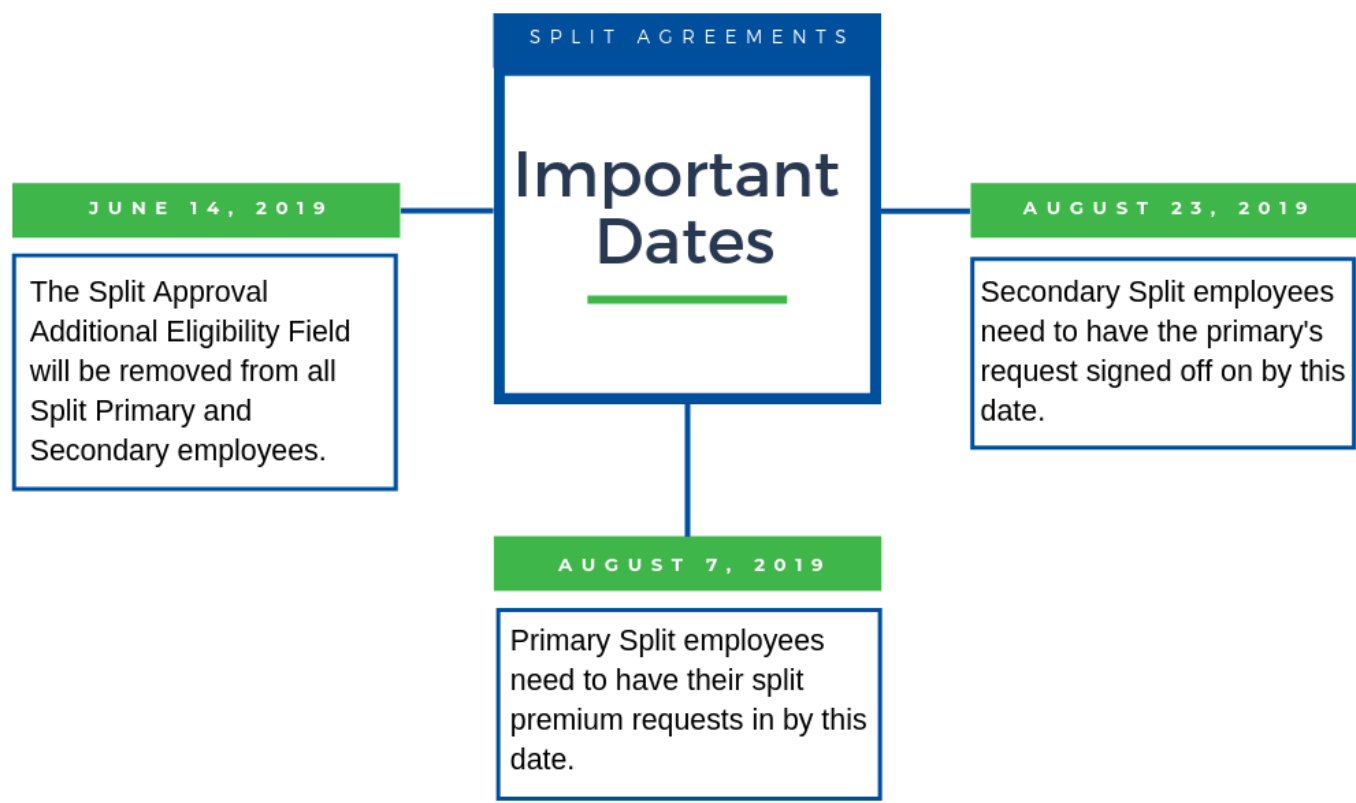 SPLIT AGREEMENTS
Important
Dates
JUNE 14, 2019
The Split Approval
Additional Eligibility Field
will be removed from all
Split Primary and
Secondary employees.
AUGUST 7, 2019
Primary Split employees
need to have their split
premium requests in by this
date.
AUGUST 23, 2019
Secondary Split employees
need to have the primary's
request signed off on by this
date.